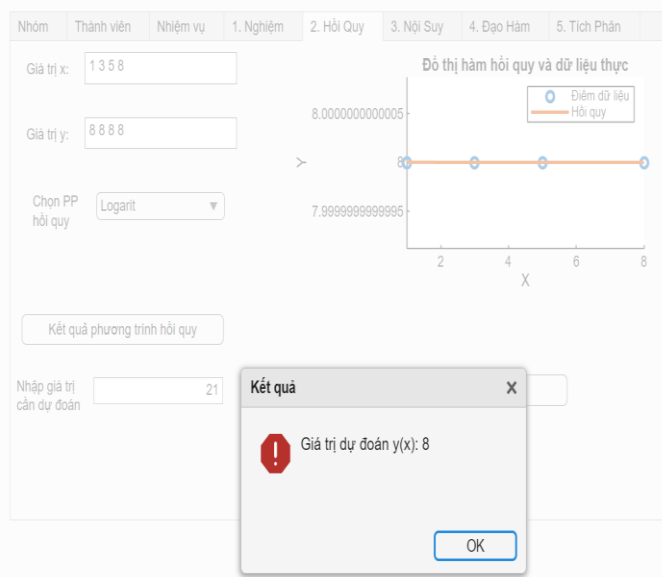 Nhóm Thành viên Nhiệm vụ 1. Nghiệm 2. Hồi Quy 3. Nội Suy 4. Đạo Hàm 5. Tích Phân
Giá trị x: 1 3 5 8
Giá trị y: 8 8 8 8
Chọn PP
hồi quy
Logarit
Đồ thị hàm hồi quy và dữ liệu thực
Điểm dữ liệu
Hồi quy
8.0000000000005
8
7.9999999999995
Y
2 4 6 8
X
Kết quả phương trình hồi quy
Nhập giá trị
cần dự đoán
21
Kết quả
Giá trị dự đoán y(x): 8
OK